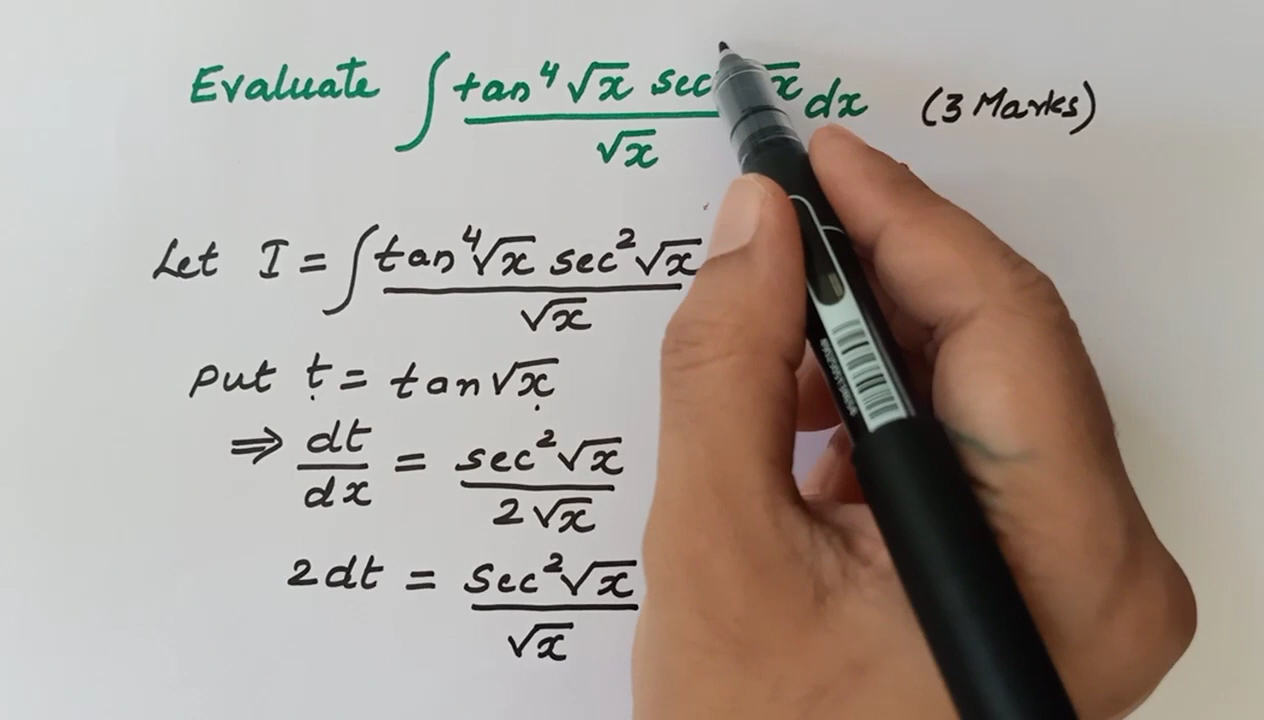 Evaluate ∫ tan⁴√x sec √x / √x dx (3 Marks)
Let I = ∫ tan⁴√x sec²√x / √x
put t = tan√x
⇒ dt/dx = sec²√x / 2√x
2dt = sec²√x / √x